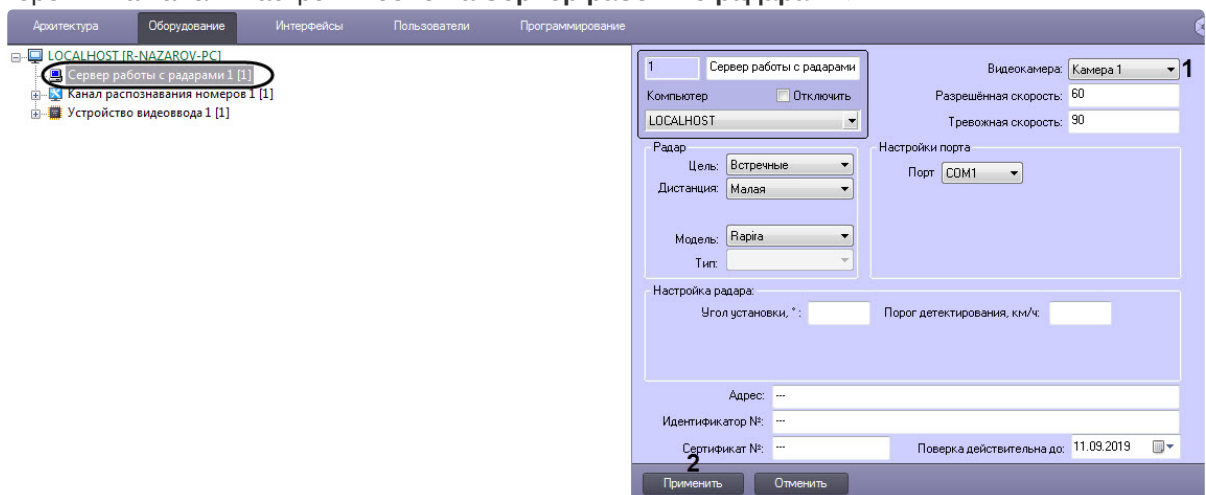 Архитектура Оборудование Интерфейсы Пользователи Программирование
LOCALHOST [R-NAZAROV-PC]
Сервер работы с радарами 1 [1]
Канал распознавания номеров 1 [1]
Устройство видеоввода 1 [1]
1 Сервер работы с радарами
Компьютер Отключить
LOCALHOST
Видеокамера: Камера 1 1
Разрешённая скорость: 60
Тревожная скорость: 90
Радар
Цель: Встречные
Дистанция: Малая
Модель: Rapira
Тип:
Настройки порта
Порт COM1
Настройка радара:
Угол установки, ° : Порог детектирования, км/ч:
Адрес: ---
Идентификатор №: ---
Сертификат №: --- Поверка действительна до: 11.09.2019
2
Применить Отменить